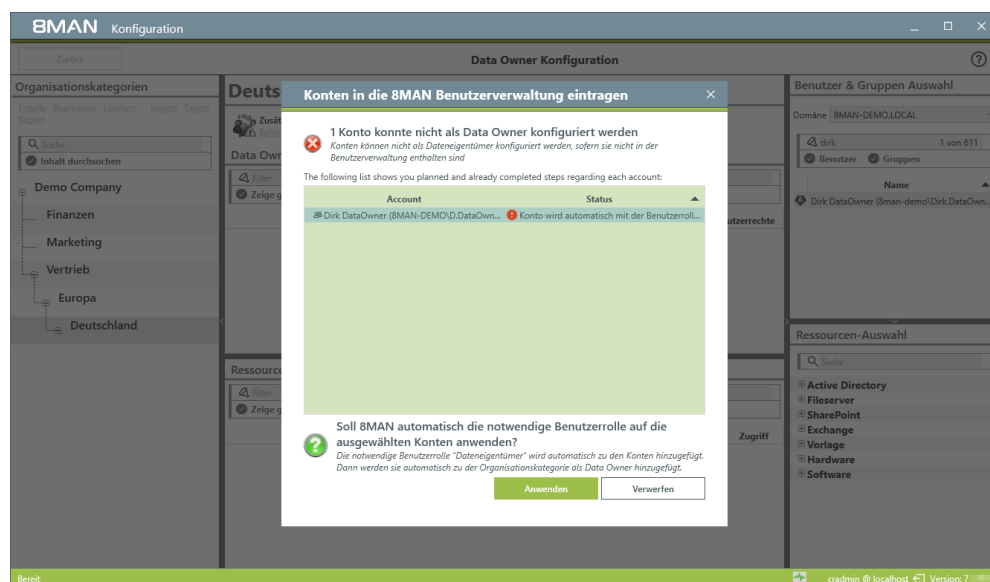 8MAN Konfiguration
Zurück
Data Owner Konfiguration
Organisationskategorien
Erstelle Bearbeiten Löschen Import Export
Report
Suche
Inhalt durchsuchen
Demo Company
Finanzen
Marketing
Vertrieb
Europa
Deutschland
Deuts
Zusät
Data Own
Filter
Zeige g
utzerrechte
Ressource
Filter
Zeige g
Zugriff
Konten in die 8MAN Benutzerverwaltung eintragen
1 Konto konnte nicht als Data Owner konfiguriert werden
Konten können nicht als Dateneigentümer konfiguriert werden, sofern sie nicht in der
Benutzerverwaltung enthalten sind
The following list shows you planned and already completed steps regarding each account:
Account Status
Dirk DataOwner (8MAN-DEMO\D.DataOwn... Konto wird automatisch mit der Benutzerroll...
Soll 8MAN automatisch die notwendige Benutzerrolle auf die
ausgewählten Konten anwenden?
Die notwendige Benutzerrolle "Dateneigentümer" wird automatisch zu den Konten hinzugefügt.
Dann werden sie automatisch zu der Organisationskategorie als Data Owner hinzugefügt.
Anwenden Verwerfen
Benutzer & Gruppen Auswahl
Domäne 8MAN-DEMO.LOCAL
dirk 1 von 611
Benutzer Gruppen
Name
Dirk DataOwner (8man-demo\Dirk.DataOwn...
Ressourcen-Auswahl
Suche
Active Directory
Fileserver
SharePoint
Exchange
Vorlage
Hardware
Software
Bereit
cradmin @ localhost Version: 7